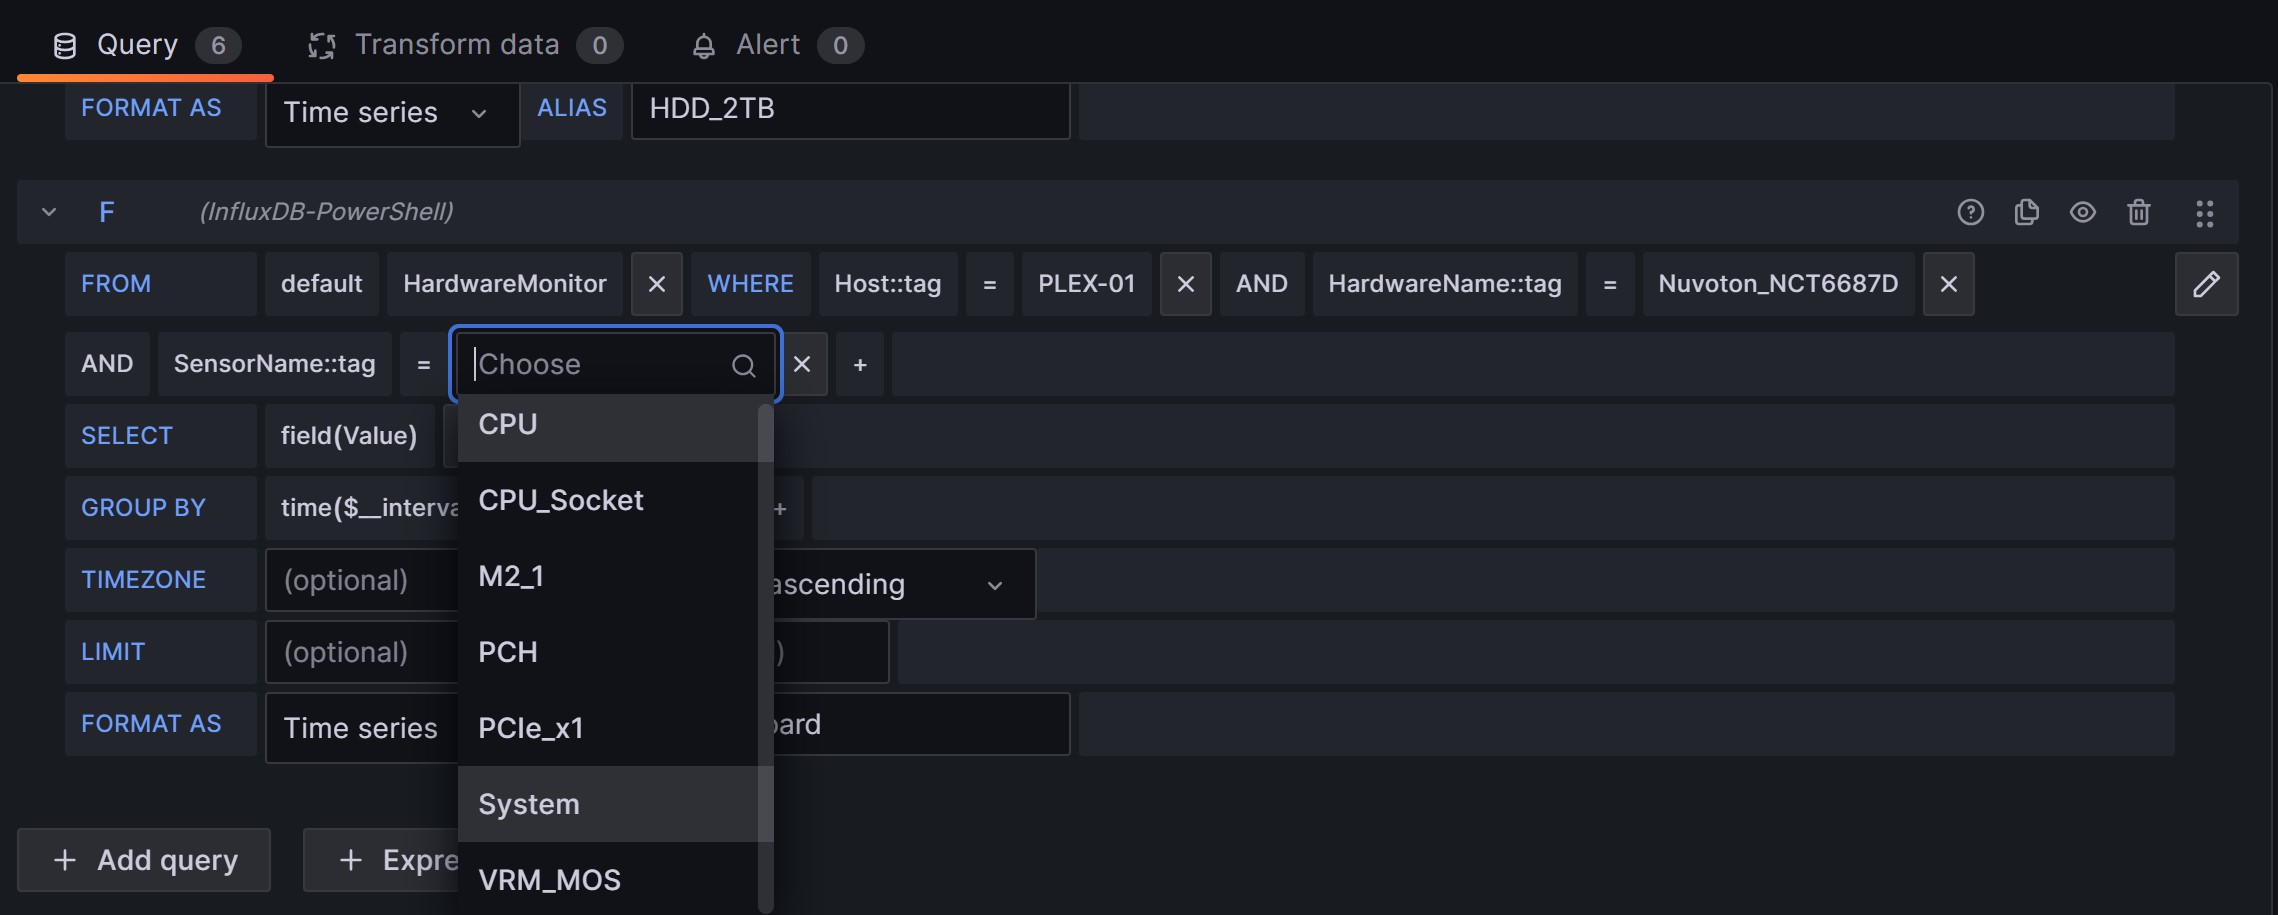 Query 6 Transform data 0 Alert 0
FORMAT AS Time series ALIAS HDD_2TB
F (InfluxDB-PowerShell)
FROM default HardwareMonitor WHERE Host::tag = PLEX-01 AND HardwareName::tag = Nuvoton_NCT6687D
AND SensorName::tag = Choose +
CPU
SELECT field(Value)
CPU_Socket
GROUP BY time($__interva +
M2_1
TIMEZONE (optional) ascending
PCH
LIMIT (optional) )
PCIe_x1
FORMAT AS Time series oard
System
+ Add query + Expre
VRM_MOS